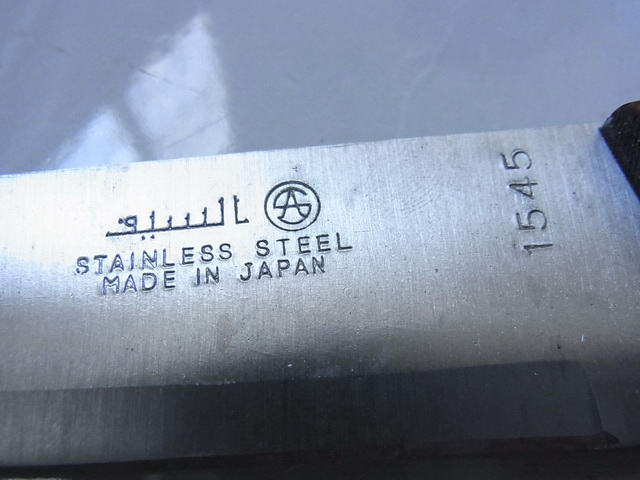 السيف
STAINLESS STEEL
MADE IN JAPAN
1545